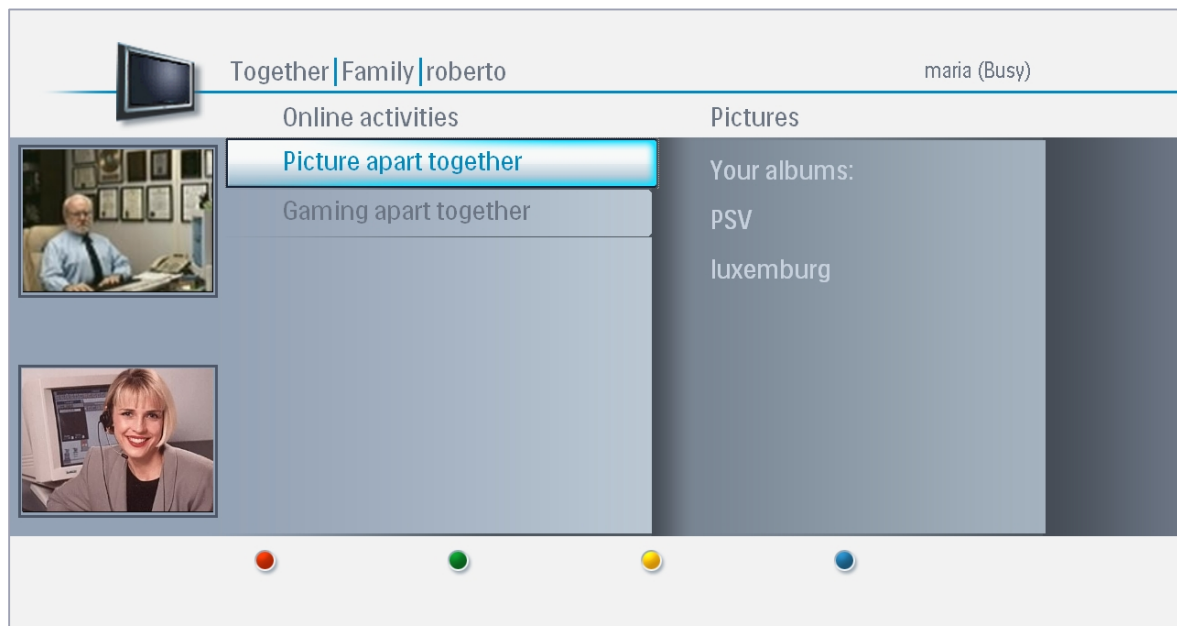 Together|Family|roberto
maria (Busy)
Online activities
Pictures
Picture apart together
Gaming apart together
Your albums:
PSV
luxemburg